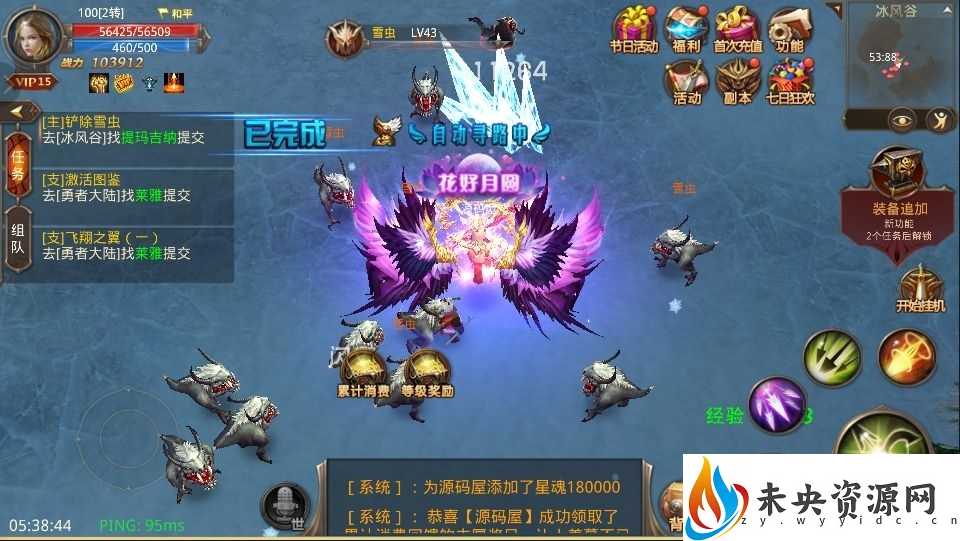 100[2转]
和平
56425/56509
460/500
战力 103912
VIP15
雪虫 LV43
节日活动
福利
首次充值
功能
活动
副本
七日狂欢
冰风谷
53:88
任务
组队
[主]铲除雪虫
去[冰风谷]找提玛吉纳提交
[支]激活图鉴
去[勇者大陆]找莱雅提交
[支]飞翔之翼（一）
去[勇者大陆]找莱雅提交
已完成
自动寻路中
花好月圆
雪虫
装备追加
新功能
2个任务后解锁
开始挂机
累计消费
等级奖励
经验
[系统]：为源码屋添加了星魂180000
[系统]：恭喜【源码屋】成功领取了
世
05:38:44
PING: 95ms
未央资源网
zy.wyyidc.cn